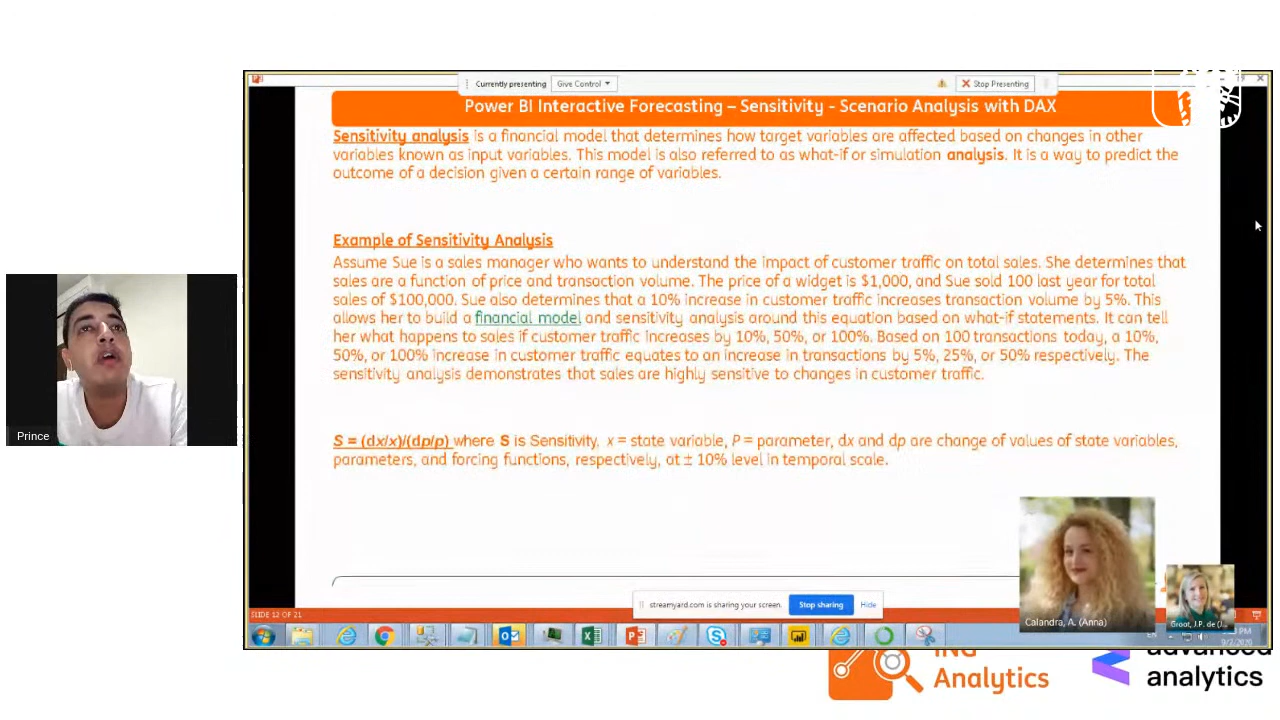 Currently presenting Give Control Stop Presenting
Power BI Interactive Forecasting – Sensitivity - Scenario Analysis with DAX
Sensitivity analysis is a financial model that determines how target variables are affected based on changes in other
variables known as input variables. This model is also referred to as what-if or simulation analysis. It is a way to predict the
outcome of a decision given a certain range of variables.
Example of Sensitivity Analysis
Assume Sue is a sales manager who wants to understand the impact of customer traffic on total sales. She determines that
sales are a function of price and transaction volume. The price of a widget is $1,000, and Sue sold 100 last year for total
sales of $100,000. Sue also determines that a 10% increase in customer traffic increases transaction volume by 5%. This
allows her to build a financial model and sensitivity analysis around this equation based on what-if statements. It can tell
her what happens to sales if customer traffic increases by 10%, 50%, or 100%. Based on 100 transactions today, a 10%,
50%, or 100% increase in customer traffic equates to an increase in transactions by 5%, 25%, or 50% respectively. The
sensitivity analysis demonstrates that sales are highly sensitive to changes in customer traffic.
Prince
S = (dx/x)/(dp/p) where S is Sensitivity, x = state variable, P = parameter, dx and dp are change of values of state variables,
parameters, and forcing functions, respectively, at ± 10% level in temporal scale.
streamyard.com is sharing your screen. Stop sharing Hide
SLIDE 12 OF 21
Calandra, A. (Anna)
Groot, J.P. de (J...
ING
Analytics
advanced
analytics